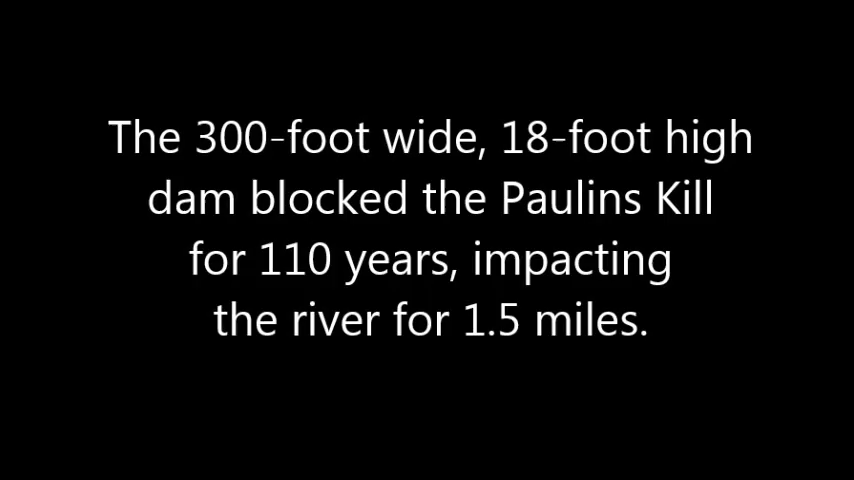 The 300-foot wide, 18-foot high
dam blocked the Paulins Kill
for 110 years, impacting
the river for 1.5 miles.